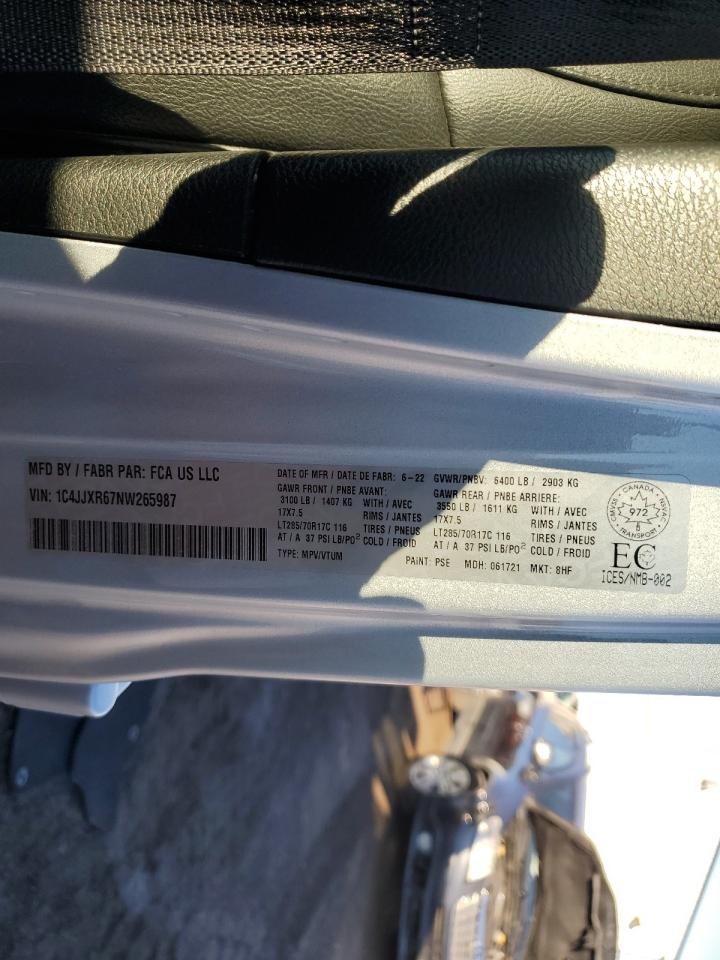 MFD BY / FABR PAR: FCA US LLC
VIN: 1C4JJXR67NW265987
DATE OF MFR / DATE DE FABR: 6-22 GVWR/PNBV: 6400 LB / 2903 KG
GAWR FRONT / PNBE AVANT: GAWR REAR / PNBE ARRIERE:
3100 LB / 1407 KG WITH / AVEC 3550 LB / 1611 KG WITH / AVEC
17X7.5 RIMS / JANTES 17X7.5 RIMS / JANTES
LT285/70R17C 116 TIRES / PNEUS LT285/70R17C 116 TIRES / PNEUS
AT / A 37 PSI LB/PO² COLD / FROID AT / A 37 PSI LB/PO² COLD / FROID
TYPE: MPV/VTUM PAINT: PSE MDH: 061721 MKT: 8HF
CANADA
CMVSS NSVAC
972
TRANSPORT
EC
ICES/NMB-002